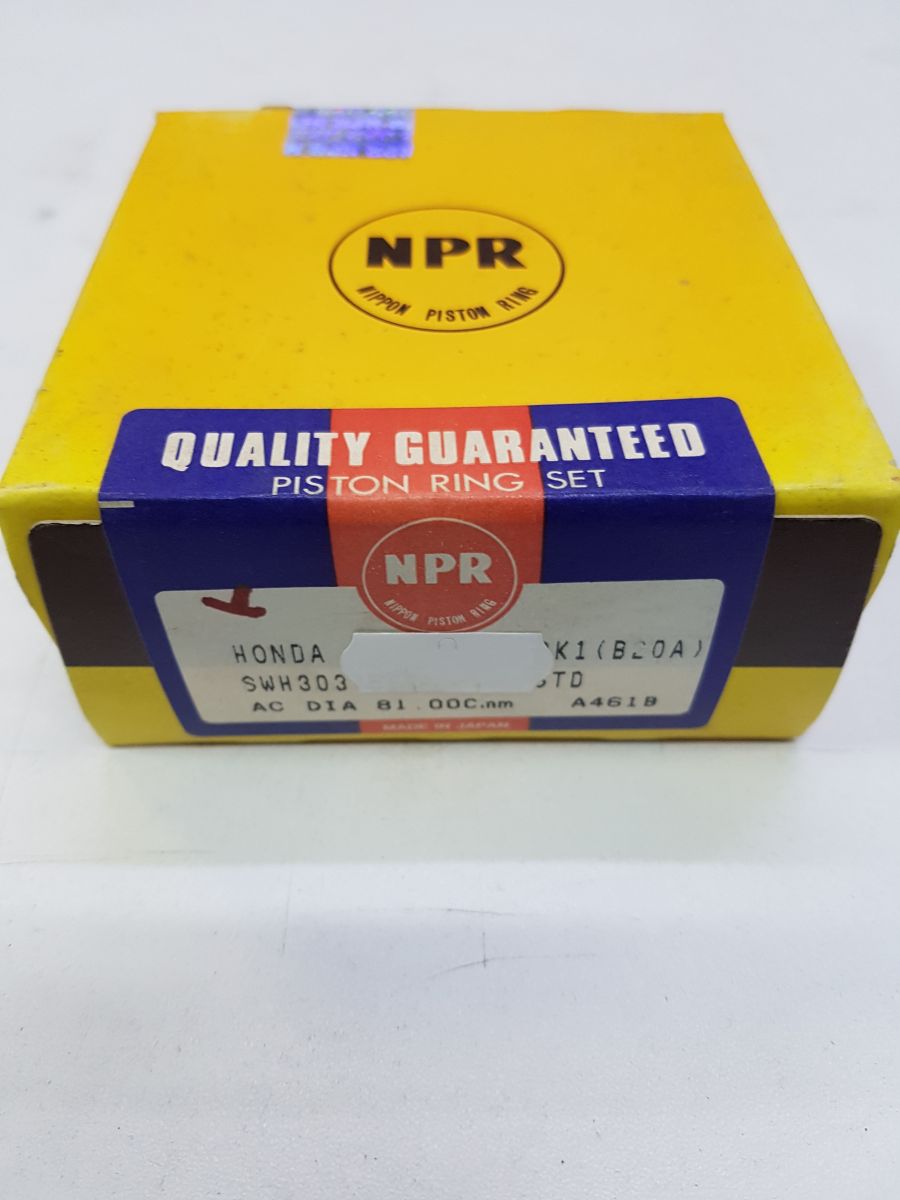 NPR
NIPPON PISTON RING
QUALITY GUARANTEED
PISTON RING SET
NPR
NIPPON PISTON RING
HONDA K1(B20A)
SWH303 STD
AC DIA 81.00C.mm A461B
MADE IN JAPAN